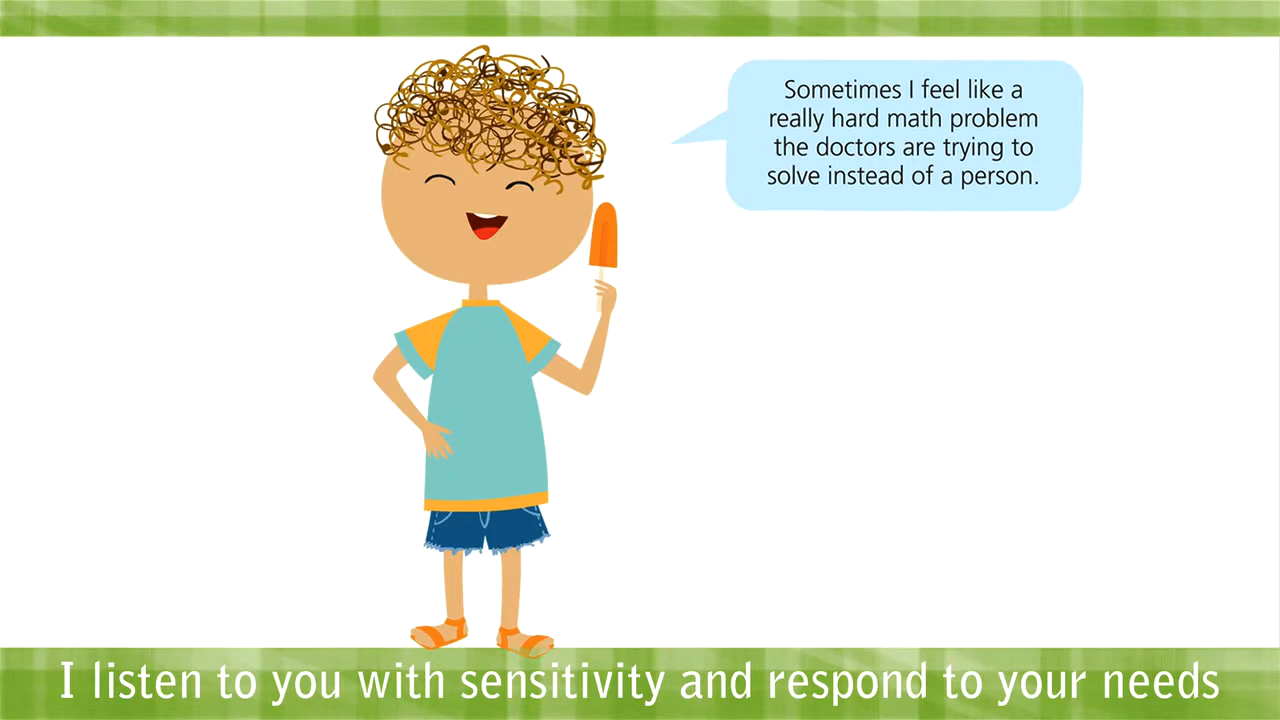 Sometimes I feel like a
really hard math problem
the doctors are trying to
solve instead of a person.
I listen to you with sensitivity and respond to your needs